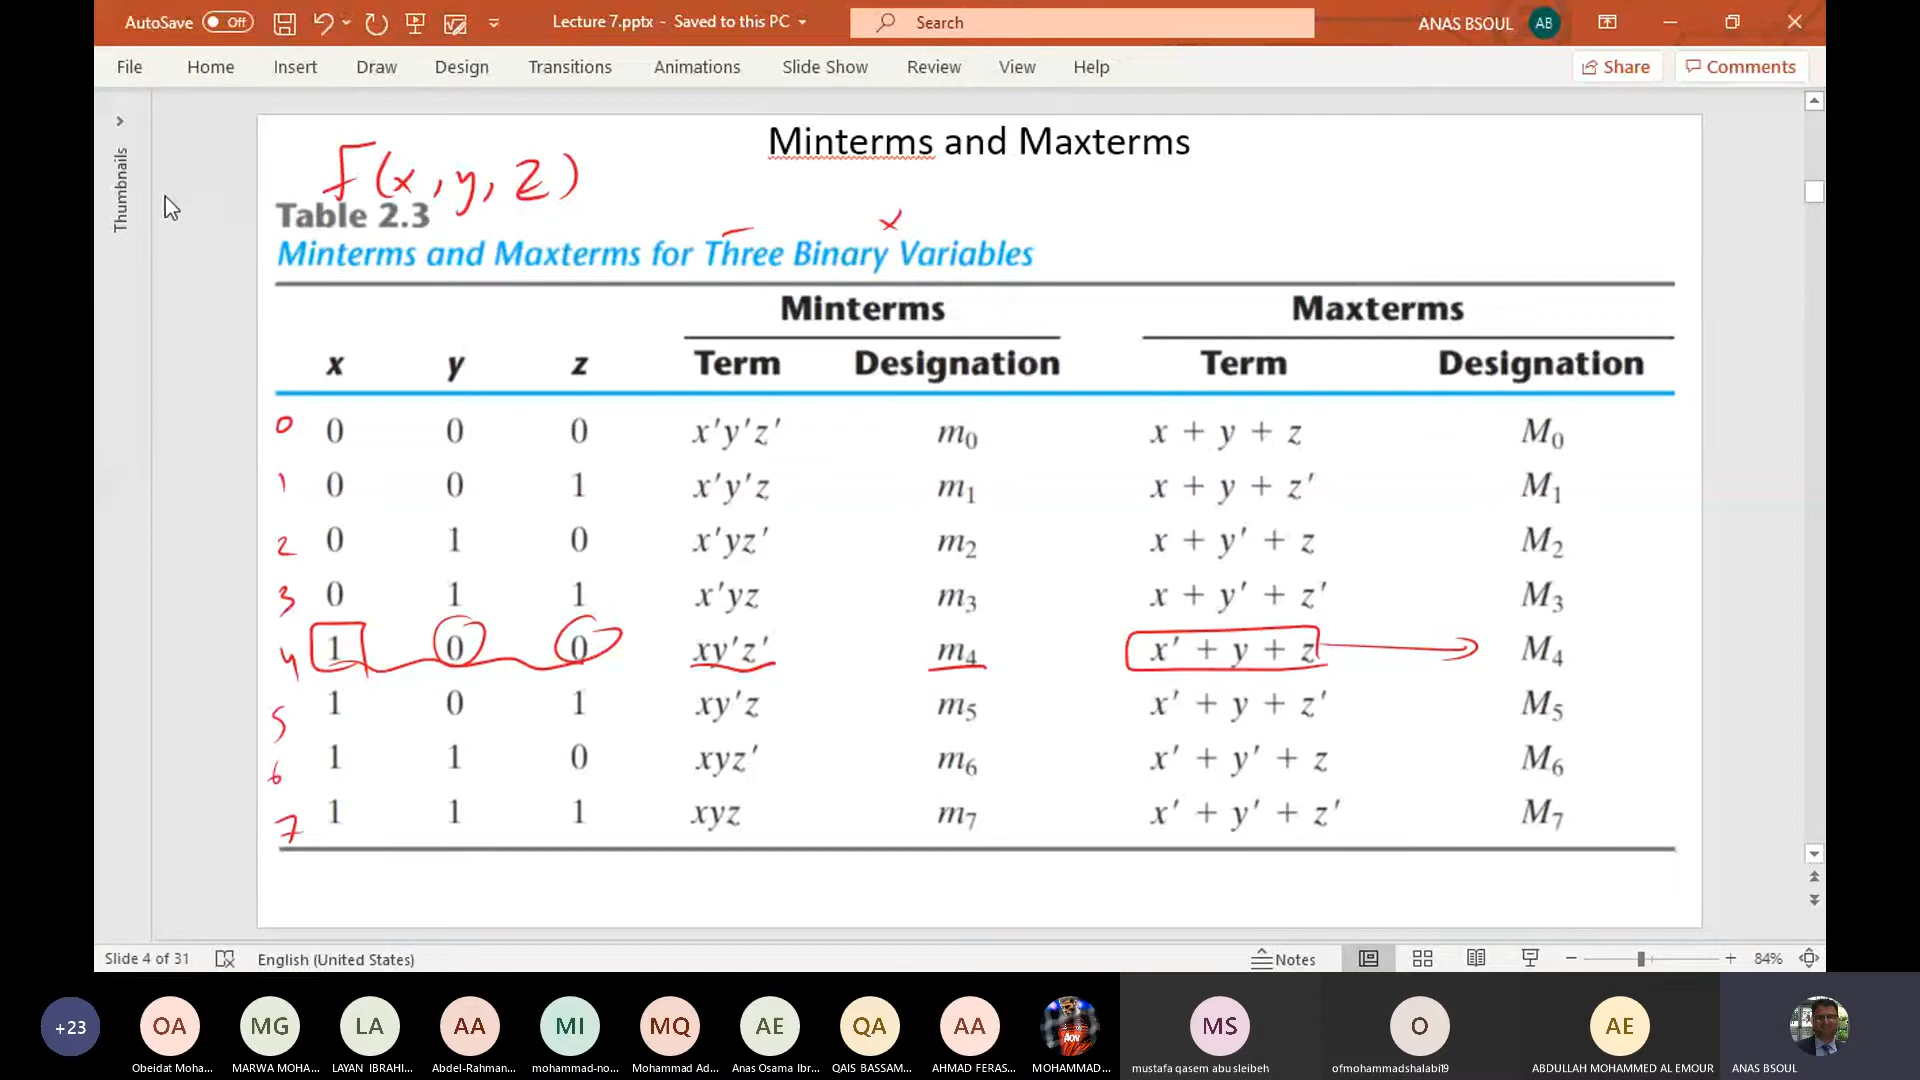 AutoSave Off Lecture 7.pptx - Saved to this PC Search ANAS BSOUL AB
File Home Insert Draw Design Transitions Animations Slide Show Review View Help Share Comments
Thumbnails
Minterms and Maxterms
F(x, y, z)
Table 2.3
x
Minterms and Maxterms for Three Binary Variables
Minterms Maxterms
x y z Term Designation Term Designation
0 0 0 0 x'y'z' m₀ x + y + z M₀
1 0 0 1 x'y'z m₁ x + y + z' M₁
2 0 1 0 x'yz' m₂ x + y' + z M₂
3 0 1 1 x'yz m₃ x + y' + z' M₃
4 1 0 0 xy'z' m₄ x' + y + z M₄
5 1 0 1 xy'z m₅ x' + y + z' M₅
6 1 1 0 xyz' m₆ x' + y' + z M₆
7 1 1 1 xyz m₇ x' + y' + z' M₇
Slide 4 of 31 English (United States) Notes 84%
+23 OA MG LA AA MI MQ AE QA AA MS O AE
Obeidat Moha... MARWA MOHA... LAYAN IBRAHI... Abdel-Rahman... mohammad-no... Mohammad Ad... Anas Osama Ibr... QAIS BASSAM... AHMAD FERAS... MOHAMMAD... mustafa qasem abu sleibeh ofmohammadshalabi19 ABDULLAH MOHAMMED AL EMOUR ANAS BSOUL